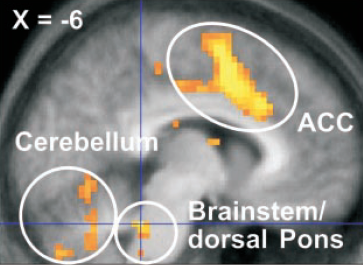 X = -6
ACC
Cerebellum
Brainstem/
dorsal Pons